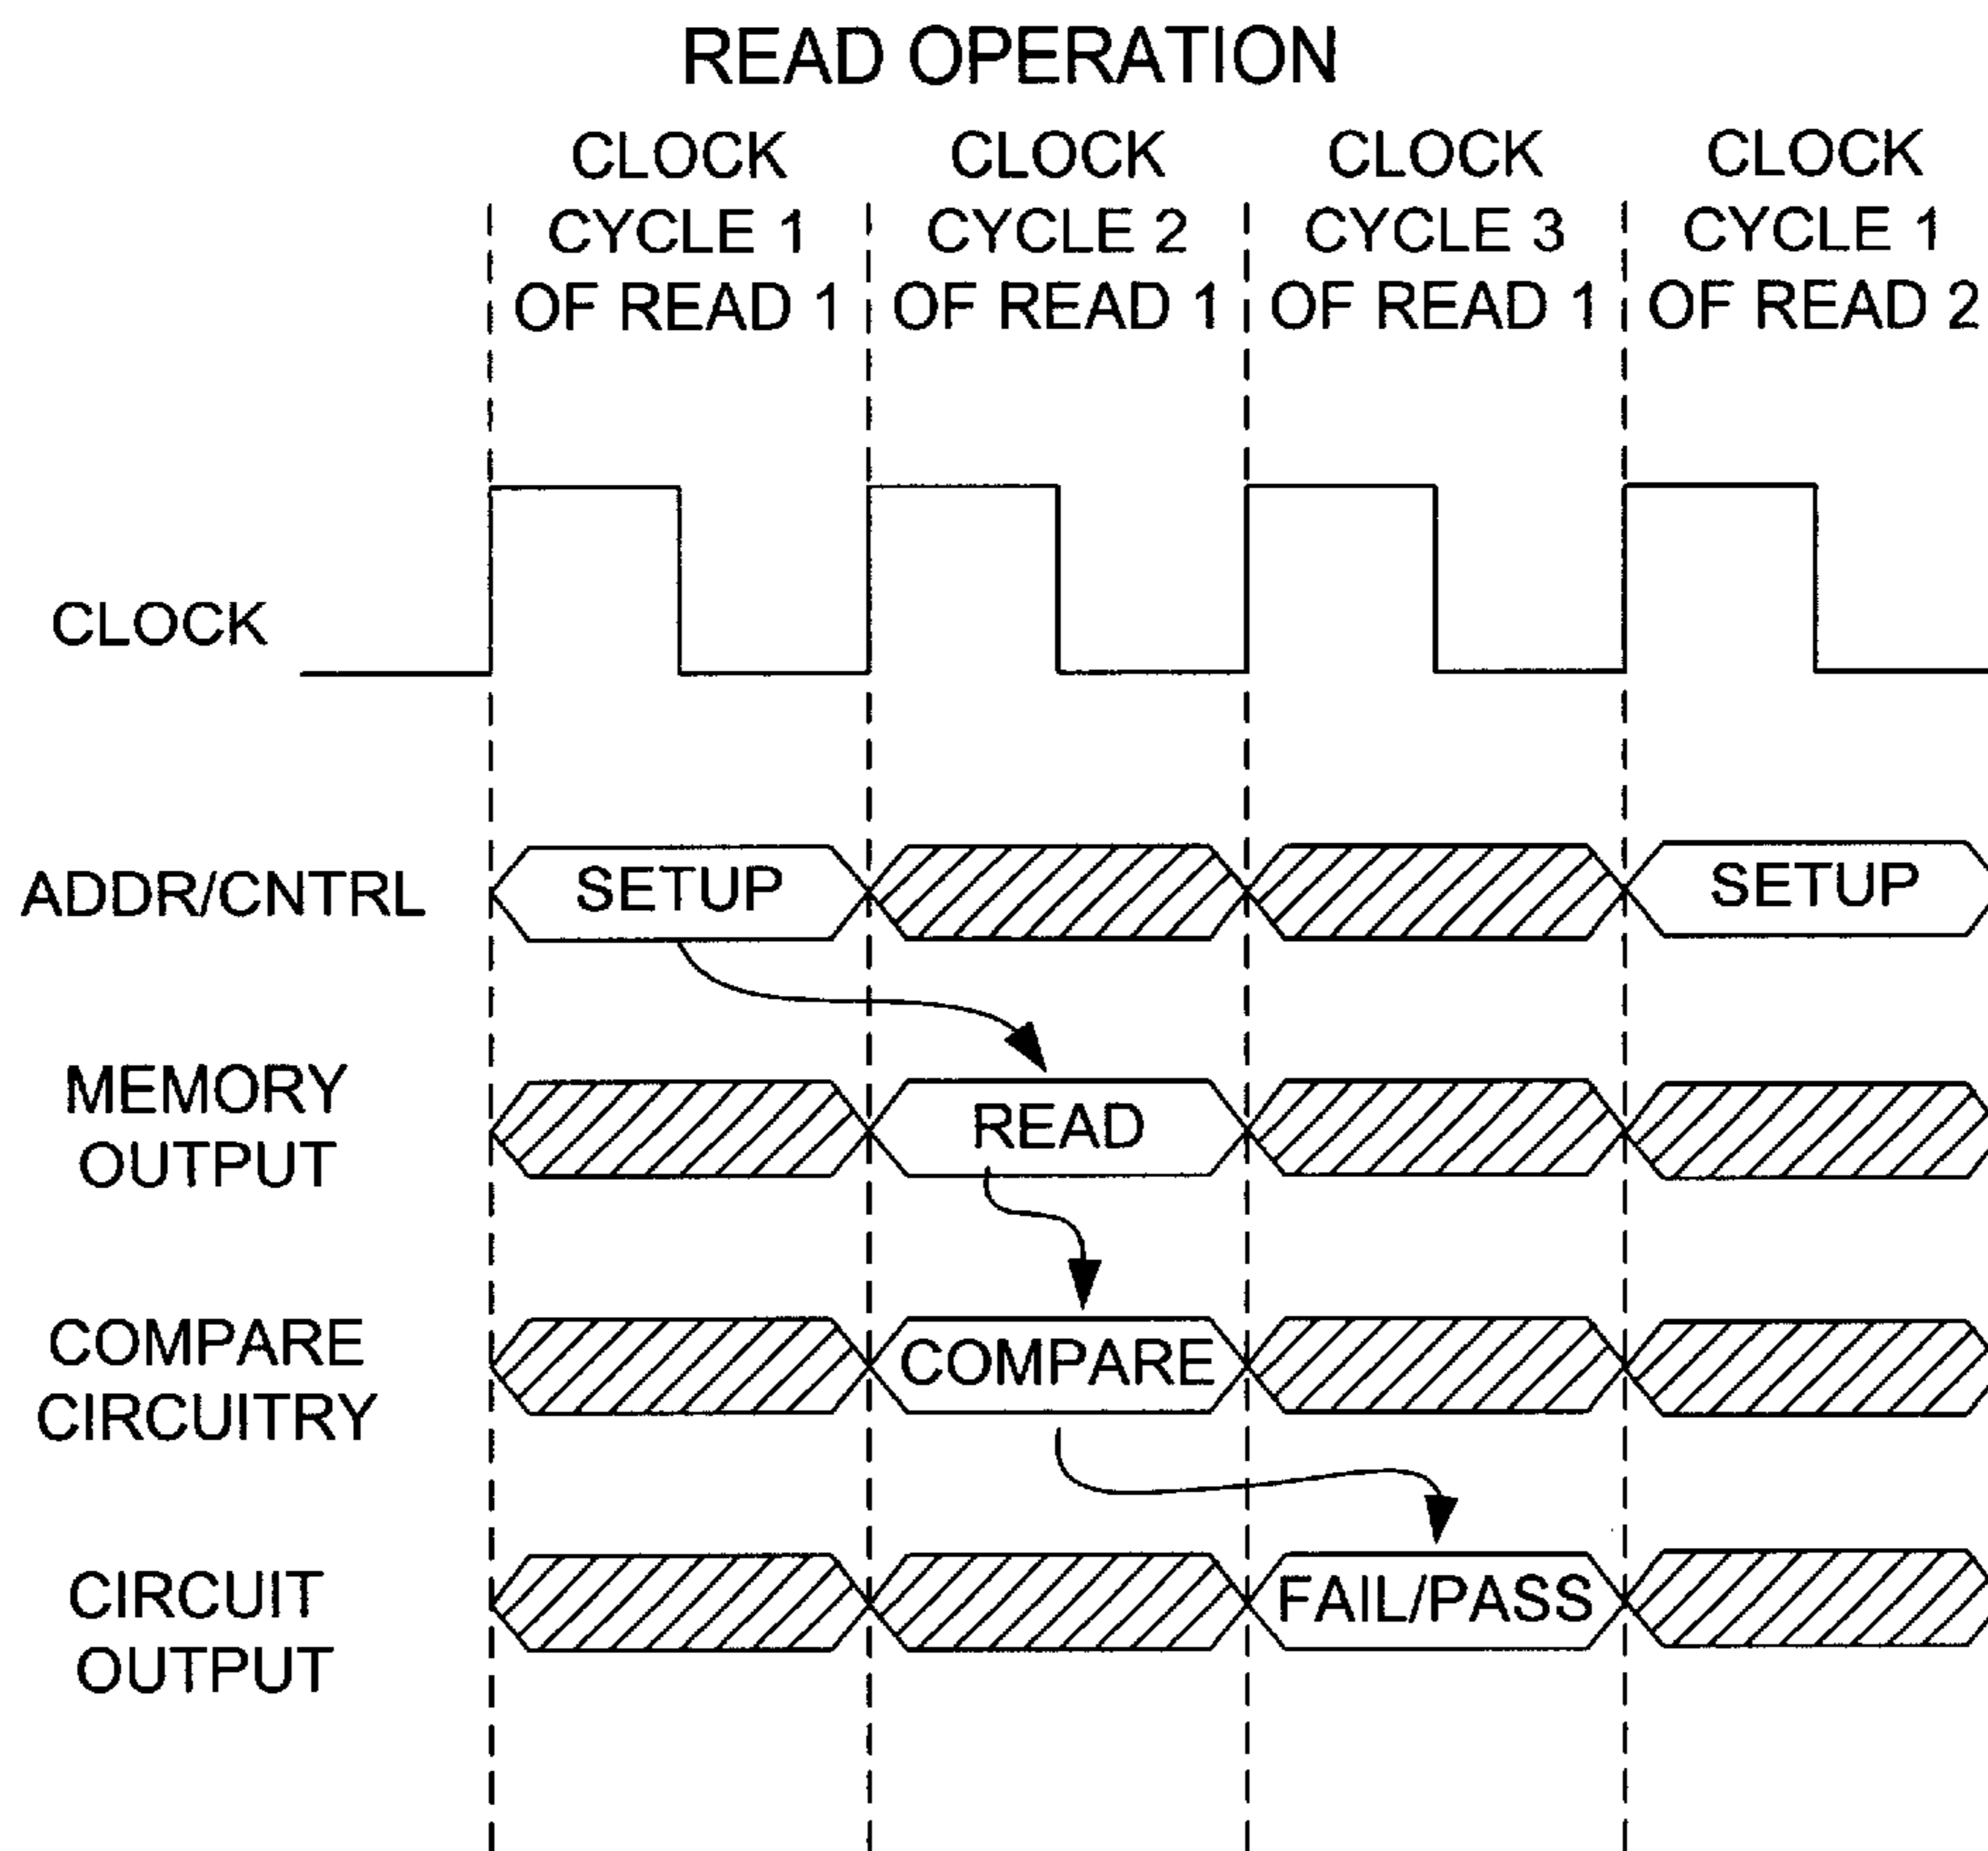 READ OPERATION
CLOCK
CYCLE 1
OF READ 1
CLOCK
CYCLE 2
OF READ 1
CLOCK
CYCLE 3
OF READ 1
CLOCK
CYCLE 1
OF READ 2
CLOCK
ADDR/CNTRL
SETUP
SETUP
MEMORY
OUTPUT
READ
COMPARE
CIRCUITRY
COMPARE
CIRCUIT
OUTPUT
FAIL/PASS